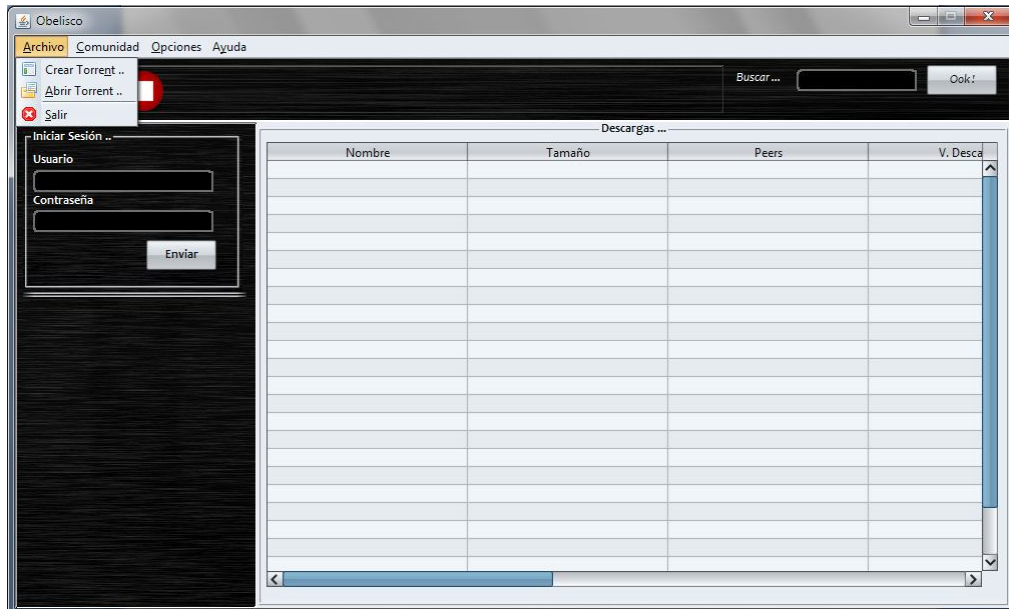 Obelisco
Archivo Comunidad Opciones Ayuda
Crear Torrent ..
Abrir Torrent ..
Salir
Buscar ... Ook!
Iniciar Sesión ..
Usuario
Contraseña
Enviar
Descargas ...
Nombre Tamaño Peers V. Desca